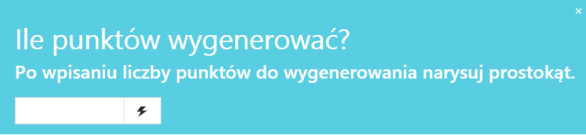 Ile punktów wygenerować?
Po wpisaniu liczby punktów do wygenerowania narysuj prostokąt.